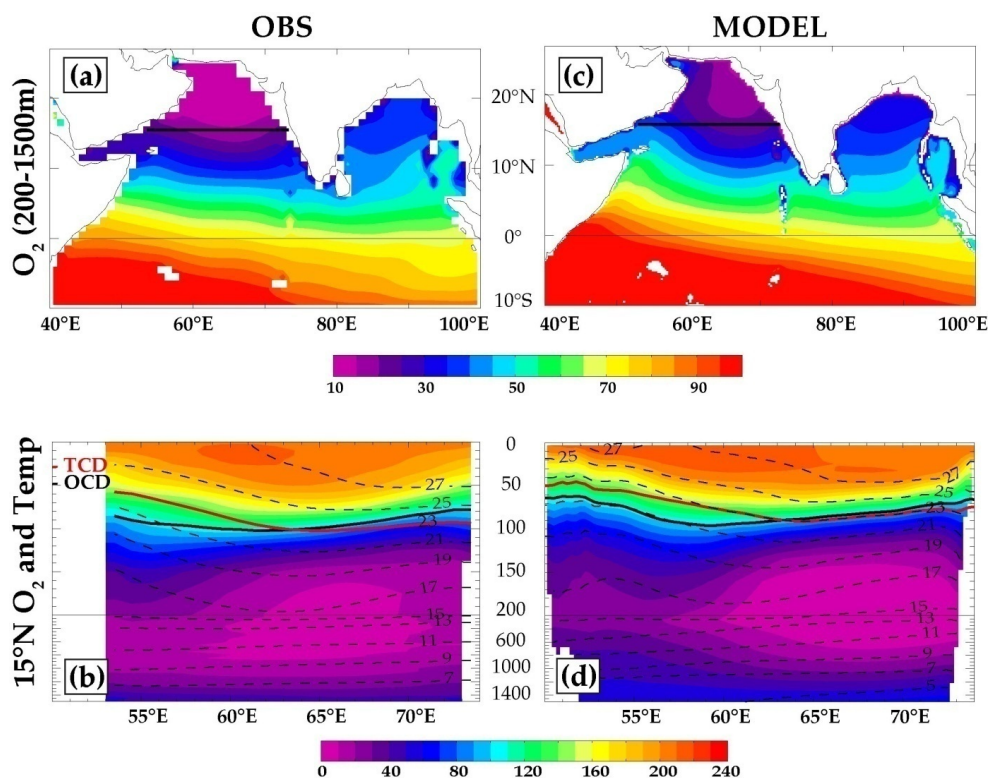 OBS MODEL
O₂ (200-1500m)
(a) (c)
20°N
10°N
0°
10°S
40°E 60°E 80°E 100°E 40°E 60°E 80°E 100°E
10 30 50 70 90
15°N O₂ and Temp
TCD
OCD
27
25
23
21
19
17
15
13
11
9
7
(b)
0
50
100
150
200
600
1000
1400
25
27
27
25
23
21
19
17
15
13
11
9
7
5
(d)
55°E 60°E 65°E 70°E 55°E 60°E 65°E 70°E
0 40 80 120 160 200 240